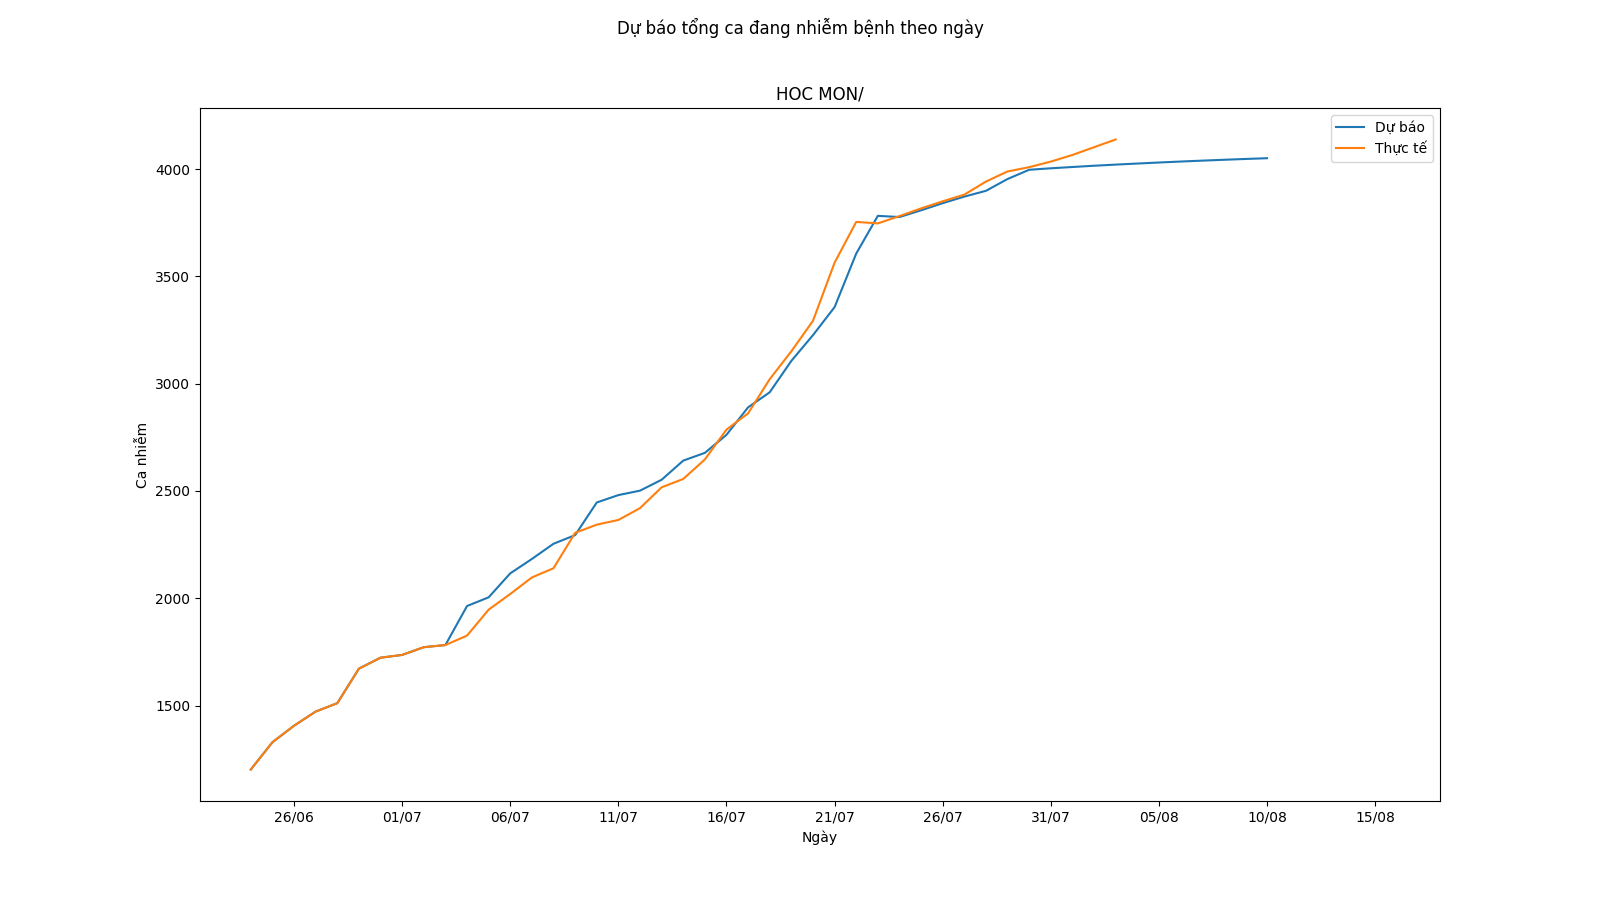 Dự báo tổng ca đang nhiễm bệnh theo ngày
HOC MON/
Dự báo
Thực tế
4000
3500
3000
2500
2000
1500
Ca nhiễm
26/06
01/07
06/07
11/07
16/07
21/07
26/07
31/07
05/08
10/08
15/08
Ngày